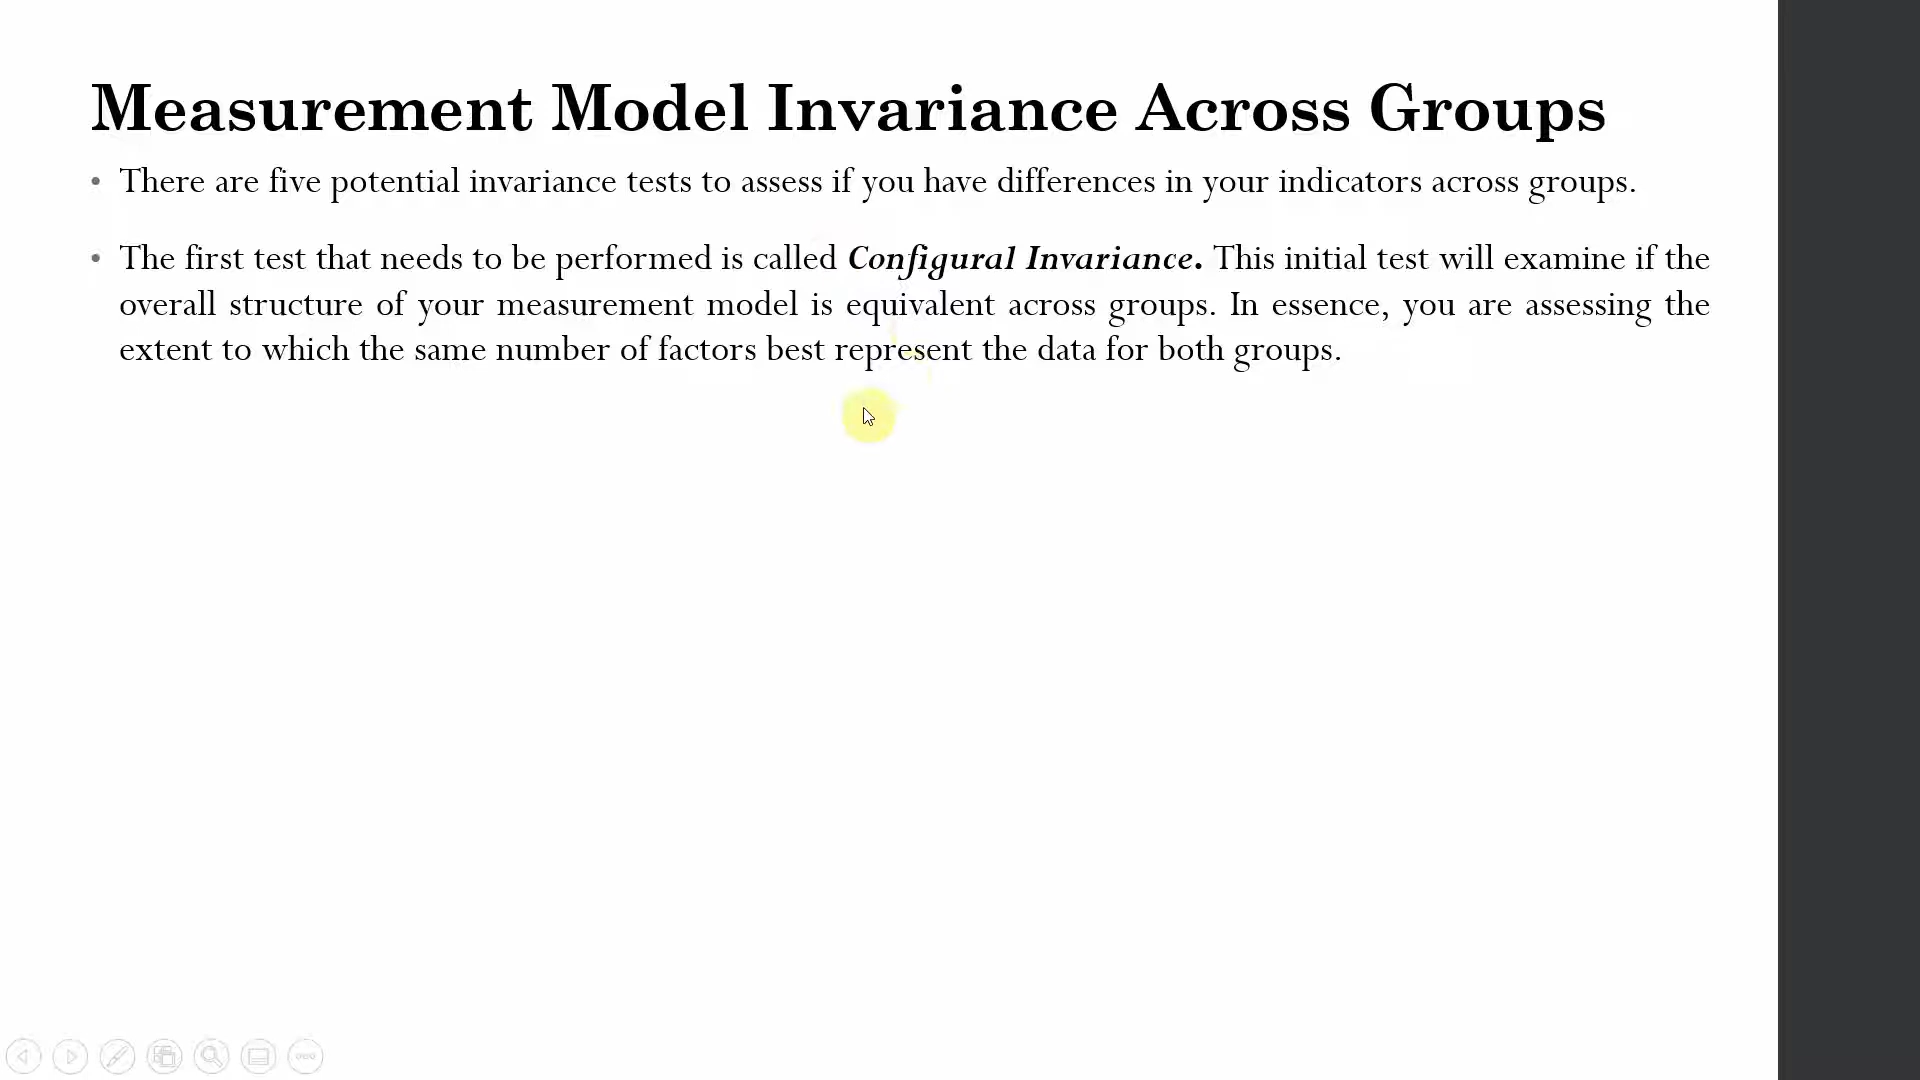 Measurement Model Invariance Across Groups
• There are five potential invariance tests to assess if you have differences in your indicators across groups.
• The first test that needs to be performed is called Configural Invariance. This initial test will examine if the
overall structure of your measurement model is equivalent across groups. In essence, you are assessing the
extent to which the same number of factors best represent the data for both groups.